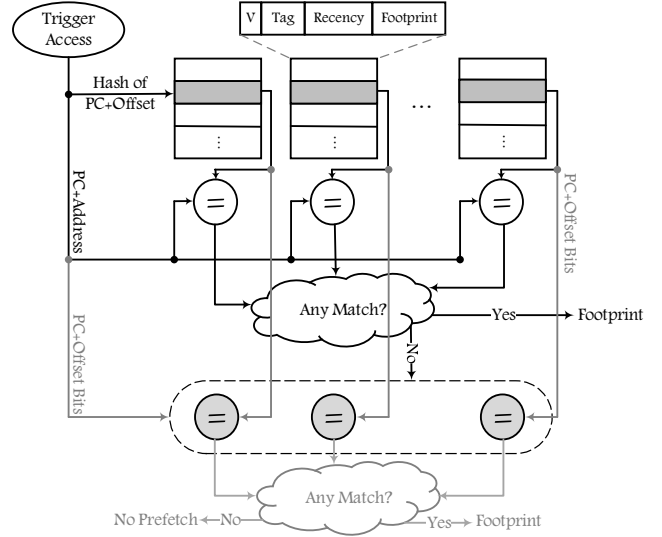 Trigger
Access
V Tag Recency Footprint
Hash of
PC+Offset
...
⋮ ⋮ ⋮
PC+Address
PC+Offset Bits
= = =
Any Match?
Yes
Footprint
No
PC+Offset Bits
= = =
Any Match?
No Prefetch
No
Yes
Footprint